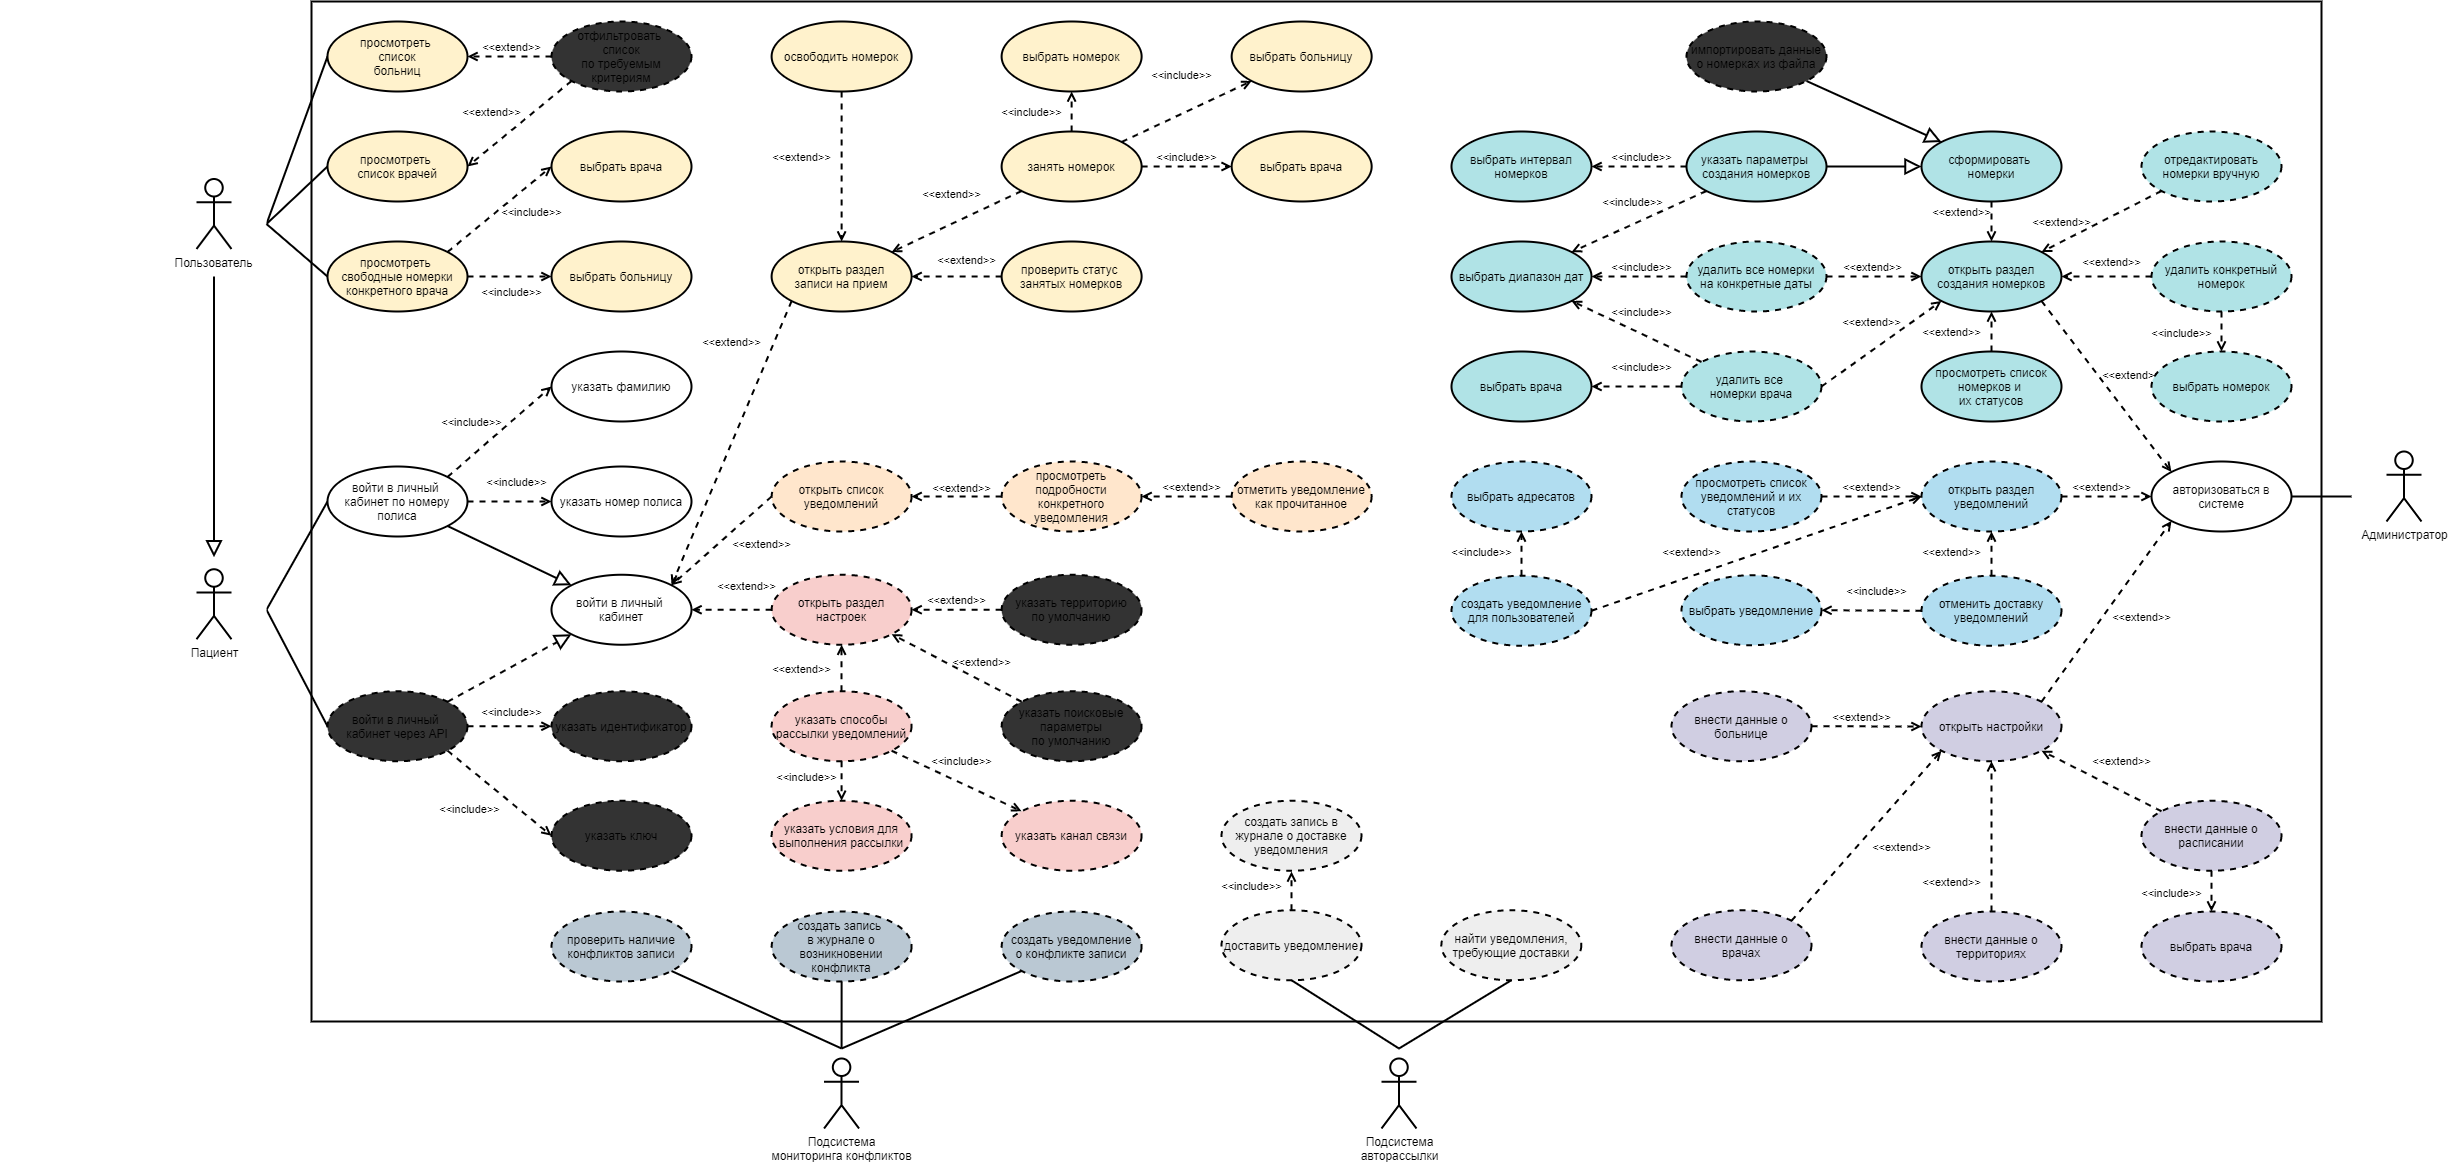 просмотреть
список
больниц
<<extend>>
отфильтровать
список
по требуемым
критериям
освободить номерок
выбрать номерок
<<include>>
выбрать больницу
импортировать данные
о номерках из файла
<<extend>>
<<include>>
просмотреть
список врачей
выбрать врача
<<extend>>
занять номерок
<<include>>
выбрать врача
выбрать интервал
номерков
<<include>>
указать параметры
создания номерков
сформировать
номерки
отредактировать
номерки вручную
<<include>>
<<extend>>
<<include>>
<<extend>>
<<extend>>
Пользователь
просмотреть
свободные номерки
конкретного врача
<<include>>
выбрать больницу
открыть раздел
записи на прием
<<extend>>
проверить статус
занятых номерков
выбрать диапазон дат
<<include>>
удалить все номерки
на конкретные даты
<<extend>>
открыть раздел
создания номерков
<<extend>>
удалить конкретный
номерок
<<extend>>
<<include>>
<<extend>>
<<extend>>
<<include>>
указать фамилию
<<include>>
выбрать врача
<<include>>
удалить все
номерки врача
просмотреть список
номерков и
их статусов
<<extend>>
выбрать номерок
войти в личный
кабинет по номеру
полиса
<<include>>
указать номер полиса
открыть список
уведомлений
<<extend>>
просмотреть
подробности
конкретного
уведомления
<<extend>>
отметить уведомление
как прочитанное
выбрать адресатов
просмотреть список
уведомлений и их
статусов
<<extend>>
открыть раздел
уведомлений
<<extend>>
авторизоваться в
системе
Администратор
<<extend>>
<<include>>
<<extend>>
<<extend>>
Пациент
войти в личный
кабинет
<<extend>>
открыть раздел
настроек
<<extend>>
указать территорию
по умолчанию
создать уведомление
для пользователей
выбрать уведомление
<<include>>
отменить доставку
уведомлений
<<extend>>
<<extend>>
<<extend>>
войти в личный
кабинет через API
<<include>>
указать идентификатор
указать способы
рассылки уведомлений
указать поисковые
параметры
по умолчанию
внести данные о
больнице
<<extend>>
открыть настройки
<<include>>
<<include>>
<<include>>
<<extend>>
указать ключ
указать условия для
выполнения рассылки
указать канал связи
создать запись в
журнале о доставке
уведомления
<<extend>>
внести данные о
расписании
<<include>>
<<extend>>
<<include>>
проверить наличие
конфликтов записи
создать запись
в журнале о
возникновении
конфликта
создать уведомление
о конфликте записи
доставить уведомление
найти уведомления,
требующие доставки
внести данные о
врачах
внести данные о
территориях
выбрать врача
Подсистема
мониторинга конфликтов
Подсистема
авторассылки